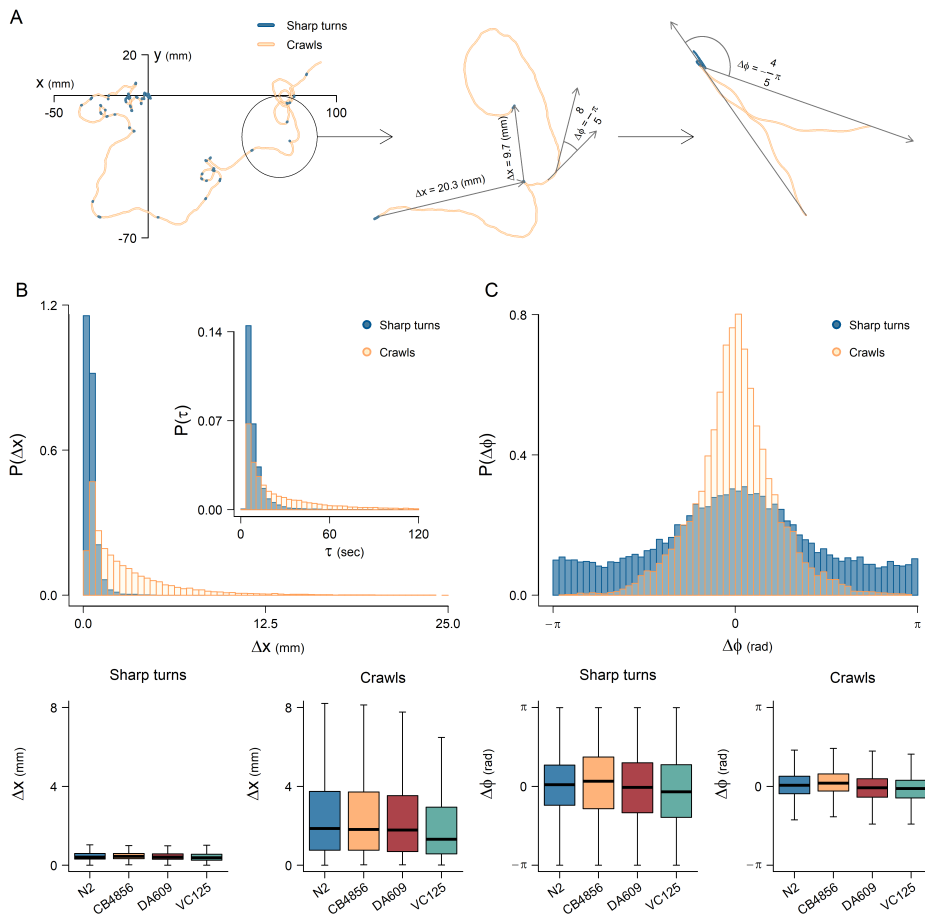 A
Sharp turns
Crawls
20
y (mm)
x (mm)
-50
100
-70
Δx = 20.3 (mm)
Δx = 9.7 (mm)
Δϕ = -8/5π
Δϕ = -4/5π
B
1.2
0.6
0.0
P(Δx)
0.0
12.5
25.0
Δx (mm)
0.14
0.07
0.00
P(τ)
0
60
120
τ (sec)
Sharp turns
Crawls
C
0.8
0.4
0.0
P(Δϕ)
−π
0
π
Δϕ (rad)
Sharp turns
Crawls
Sharp turns
8
4
0
Δx (mm)
N2
CB4856
DA609
VC125
Crawls
8
4
0
Δx (mm)
N2
CB4856
DA609
VC125
Sharp turns
π
0
−π
Δϕ (rad)
N2
CB4856
DA609
VC125
Crawls
π
0
−π
Δϕ (rad)
N2
CB4856
DA609
VC125